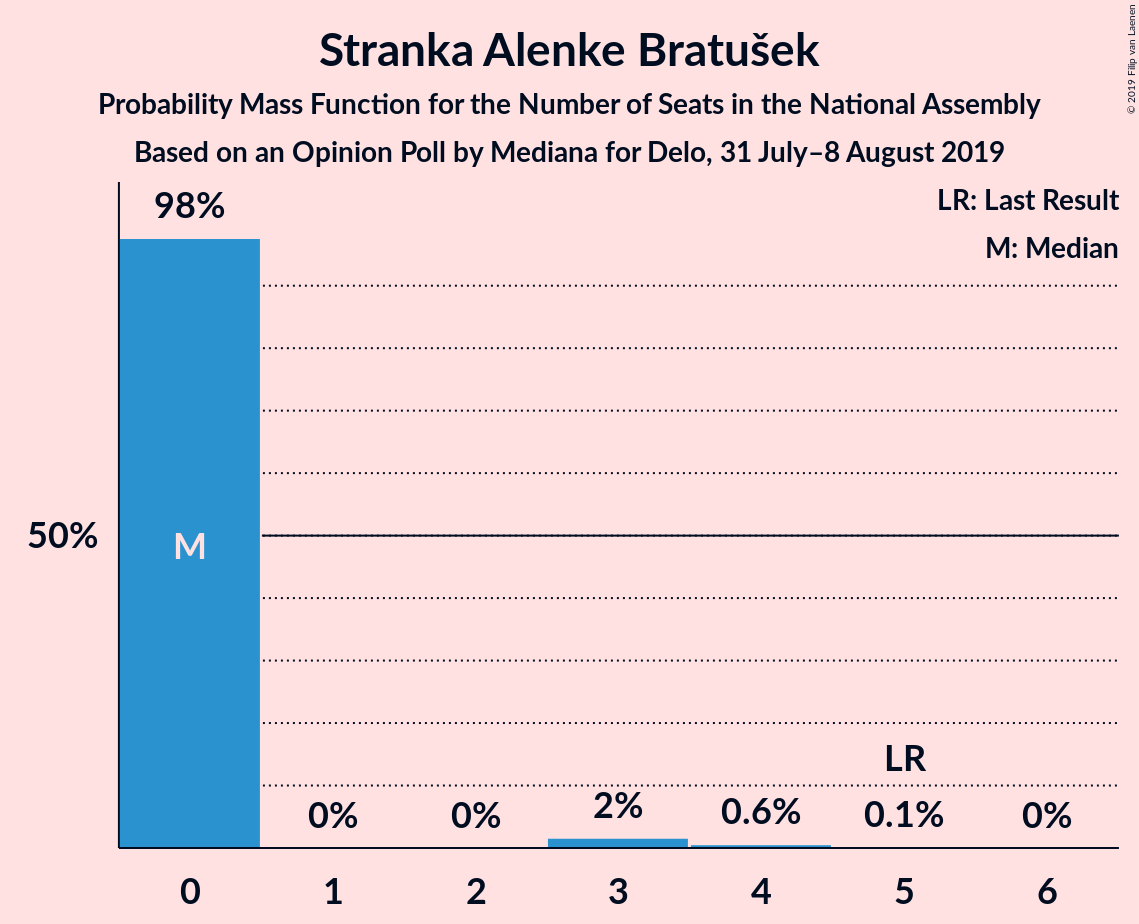 Stranka Alenke Bratušek
Probability Mass Function for the Number of Seats in the National Assembly
Based on an Opinion Poll by Mediana for Delo, 31 July–8 August 2019
© 2019 Filip van Laenen
LR: Last Result
M: Median
98%
50%
M
LR
0% 0% 2% 0.6% 0.1% 0%
0 1 2 3 4 5 6